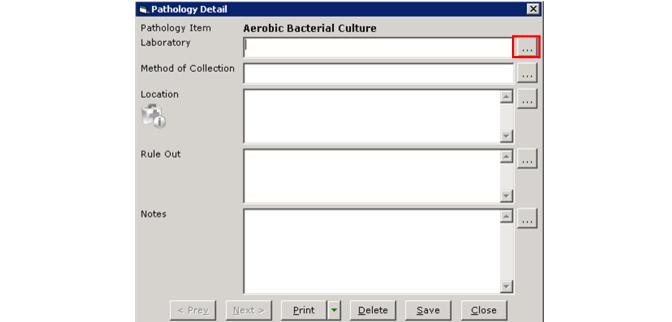 Pathology Detail
Pathology Item Aerobic Bacterial Culture
Laboratory ...
Method of Collection ...
Location ...
Rule Out ...
Notes ...
< Prev Next > Print Delete Save Close